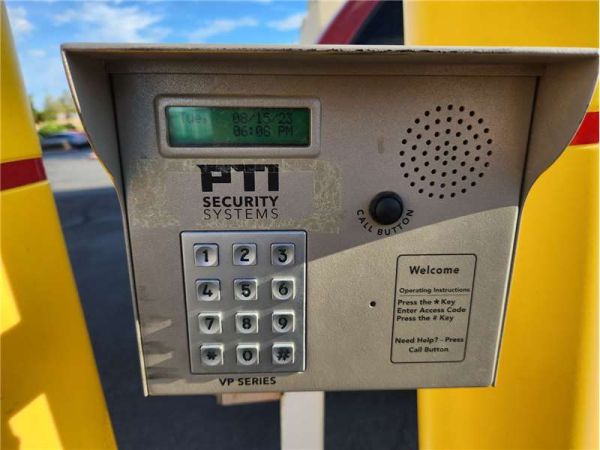 Tue. 08/15/23
06:06 PM
PTI
SECURITY
SYSTEMS
CALL BUTTON
1 2 3
4 5 6
7 8 9
* 0 #
VP SERIES
Welcome
Operating Instructions
Press the * Key
Enter Access Code
Press the # Key
Need Help? - Press
Call Button